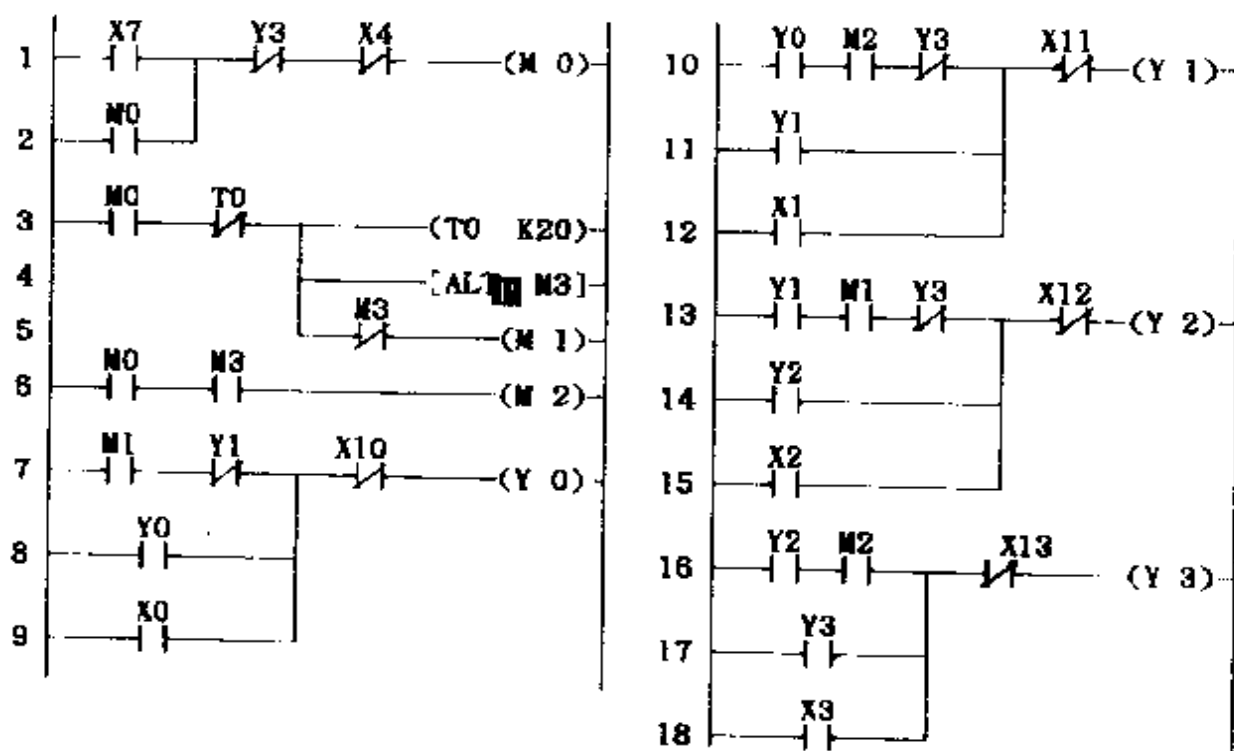 X7 Y3 X4
1 (M 0)
M0
2
M0 T0
3 (T0 K20)
4 M3]
M3
5 (M 1)
M0 M3
6 (M 2)
M1 Y1 X10
7 (Y 0)
Y0
8
X0
9
Y0 M2 Y3 X11
10 (Y 1)
Y1
11
X1
12
Y1 M1 Y3 X12
13 (Y 2)
Y2
14
X2
15
Y2 M2 X13
16 (Y 3)
Y3
17
X3
18